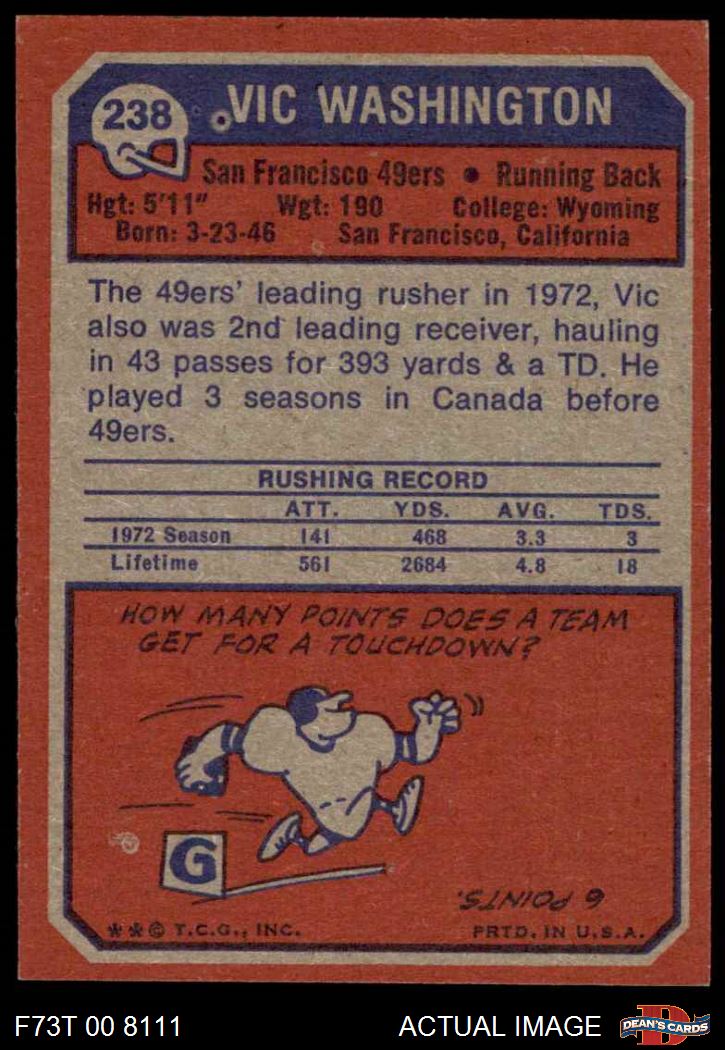 238
VIC WASHINGTON
San Francisco 49ers • Running Back
Hgt: 5'11" Wgt: 190 College: Wyoming
Born: 3-23-46 San Francisco, California
The 49ers' leading rusher in 1972, Vic
also was 2nd leading receiver, hauling
in 43 passes for 393 yards & a TD. He
played 3 seasons in Canada before
49ers.
RUSHING RECORD
ATT. YDS. AVG. TDS.
1972 Season 141 468 3.3 3
Lifetime 561 2684 4.8 18
HOW MANY POINTS DOES A TEAM
GET FOR A TOUCHDOWN?
G
6 POINTS.
**© T.C.G., INC. PRTD. IN U.S.A.
F73T 00 8111 ACTUAL IMAGE
D
DEAN'S CARDS